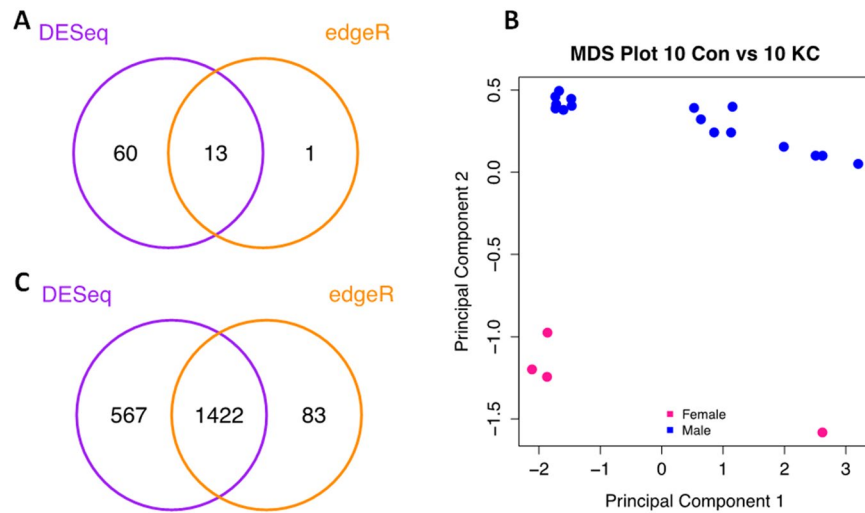 A
DESeq
edgeR
60
13
1
B
MDS Plot 10 Con vs 10 KC
Principal Component 2
0.5
0.0
−0.5
−1.0
−1.5
Female
Male
−2
−1
0
1
2
3
Principal Component 1
C
DESeq
edgeR
567
1422
83